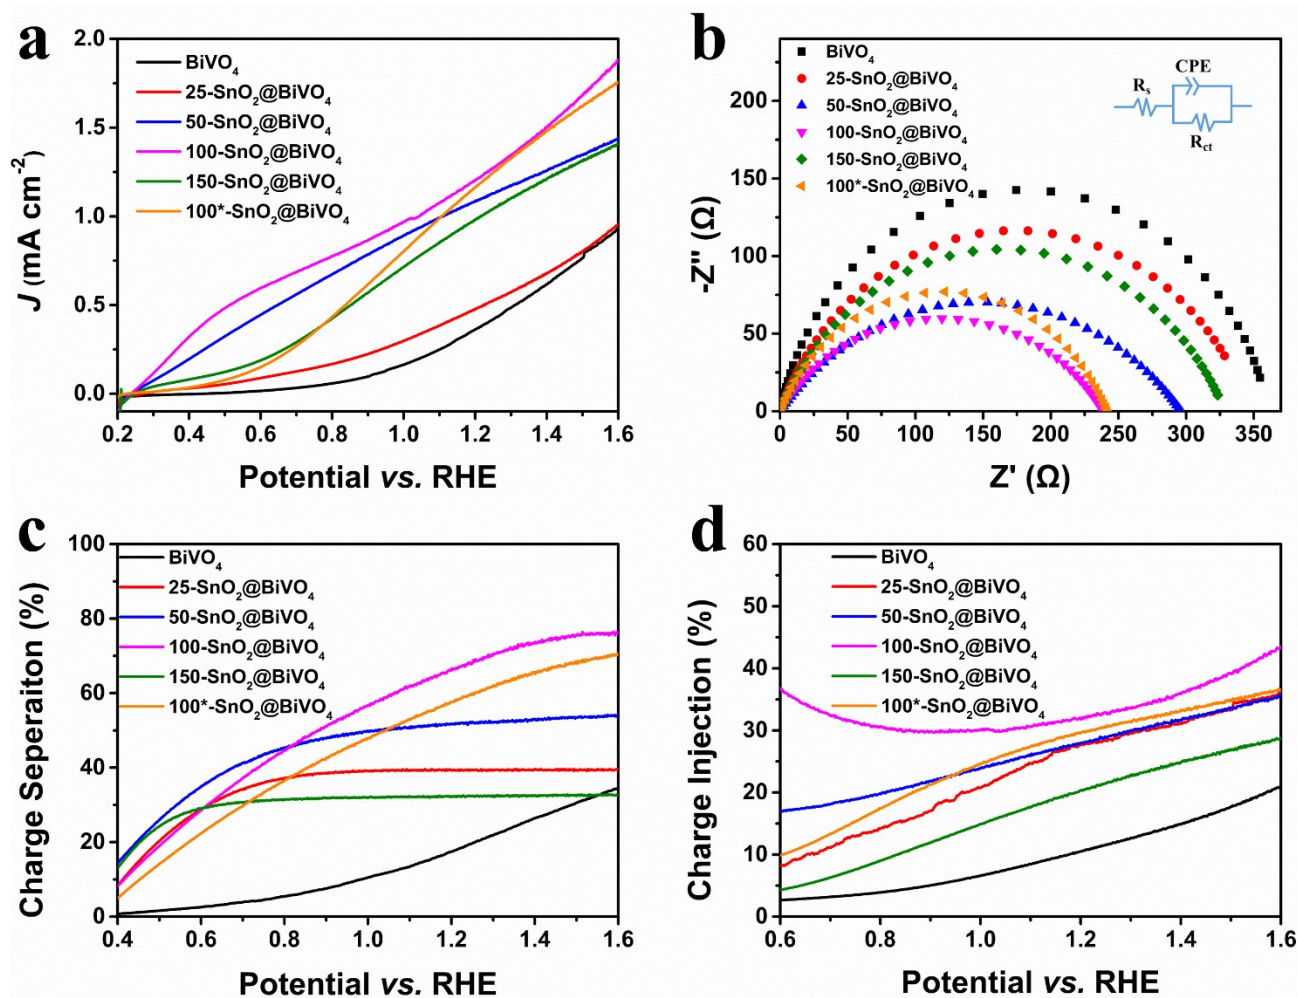 a
2.0
1.5
1.0
0.5
0.0
J (mA cm⁻²)
BiVO₄
25-SnO₂@BiVO₄
50-SnO₂@BiVO₄
100-SnO₂@BiVO₄
150-SnO₂@BiVO₄
100*-SnO₂@BiVO₄
0.2 0.4 0.6 0.8 1.0 1.2 1.4 1.6
Potential vs. RHE
b
200
150
100
50
0
-Z'' (Ω)
BiVO₄
25-SnO₂@BiVO₄
50-SnO₂@BiVO₄
100-SnO₂@BiVO₄
150-SnO₂@BiVO₄
100*-SnO₂@BiVO₄
CPE
Rₛ
R_ct
0 50 100 150 200 250 300 350
Z' (Ω)
c
100
80
60
40
20
0
Charge Seperaiton (%)
BiVO₄
25-SnO₂@BiVO₄
50-SnO₂@BiVO₄
100-SnO₂@BiVO₄
150-SnO₂@BiVO₄
100*-SnO₂@BiVO₄
0.4 0.6 0.8 1.0 1.2 1.4 1.6
Potential vs. RHE
d
60
50
40
30
20
10
0
Charge Injection (%)
BiVO₄
25-SnO₂@BiVO₄
50-SnO₂@BiVO₄
100-SnO₂@BiVO₄
150-SnO₂@BiVO₄
100*-SnO₂@BiVO₄
0.6 0.8 1.0 1.2 1.4 1.6
Potential vs. RHE